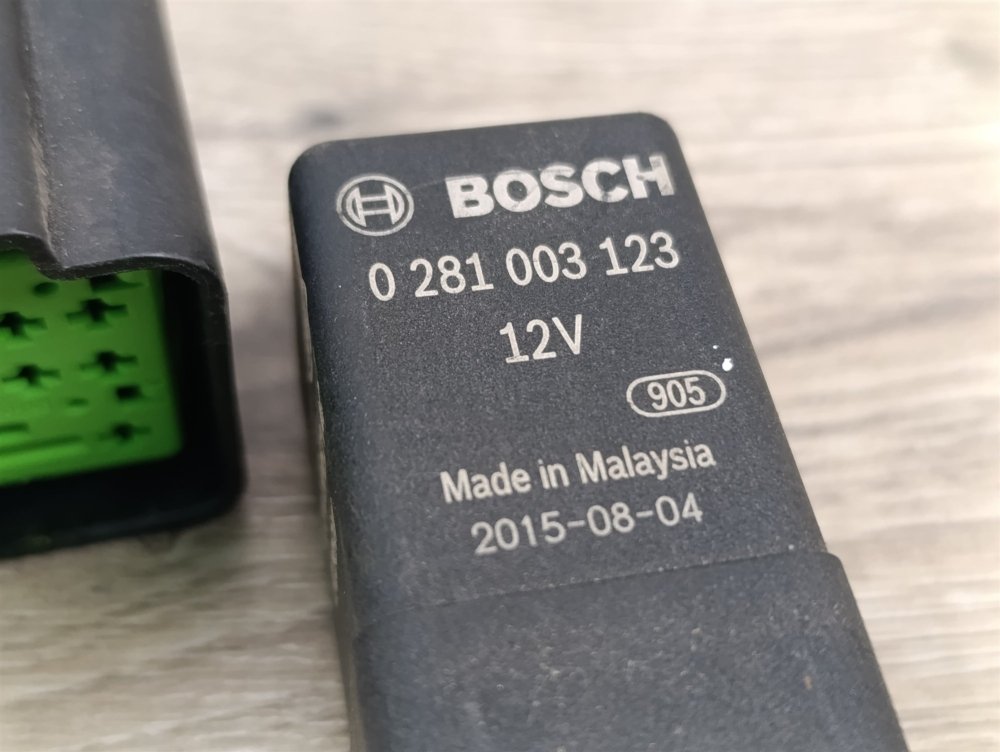 BOSCH
0 281 003 123
12V
905
Made in Malaysia
2015-08-04